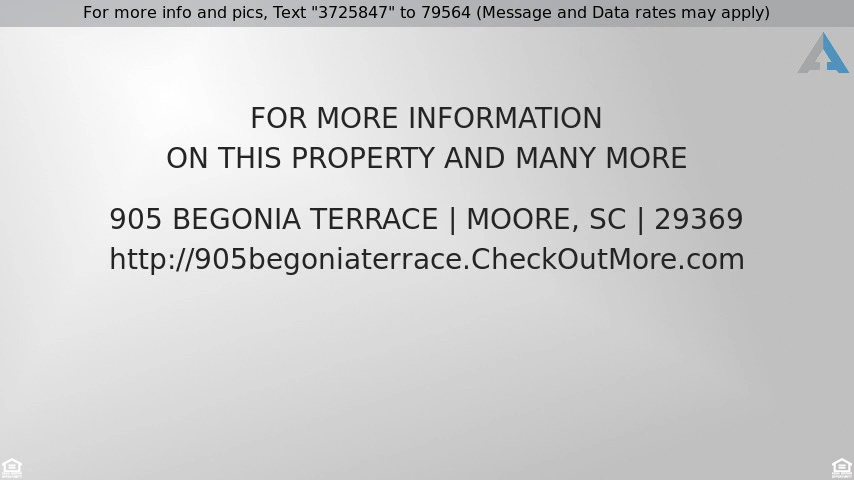 For more info and pics, Text "3725847" to 79564 (Message and Data rates may apply)
FOR MORE INFORMATION
ON THIS PROPERTY AND MANY MORE
905 BEGONIA TERRACE | MOORE, SC | 29369
http://905begoniaterrace.CheckOutMore.com